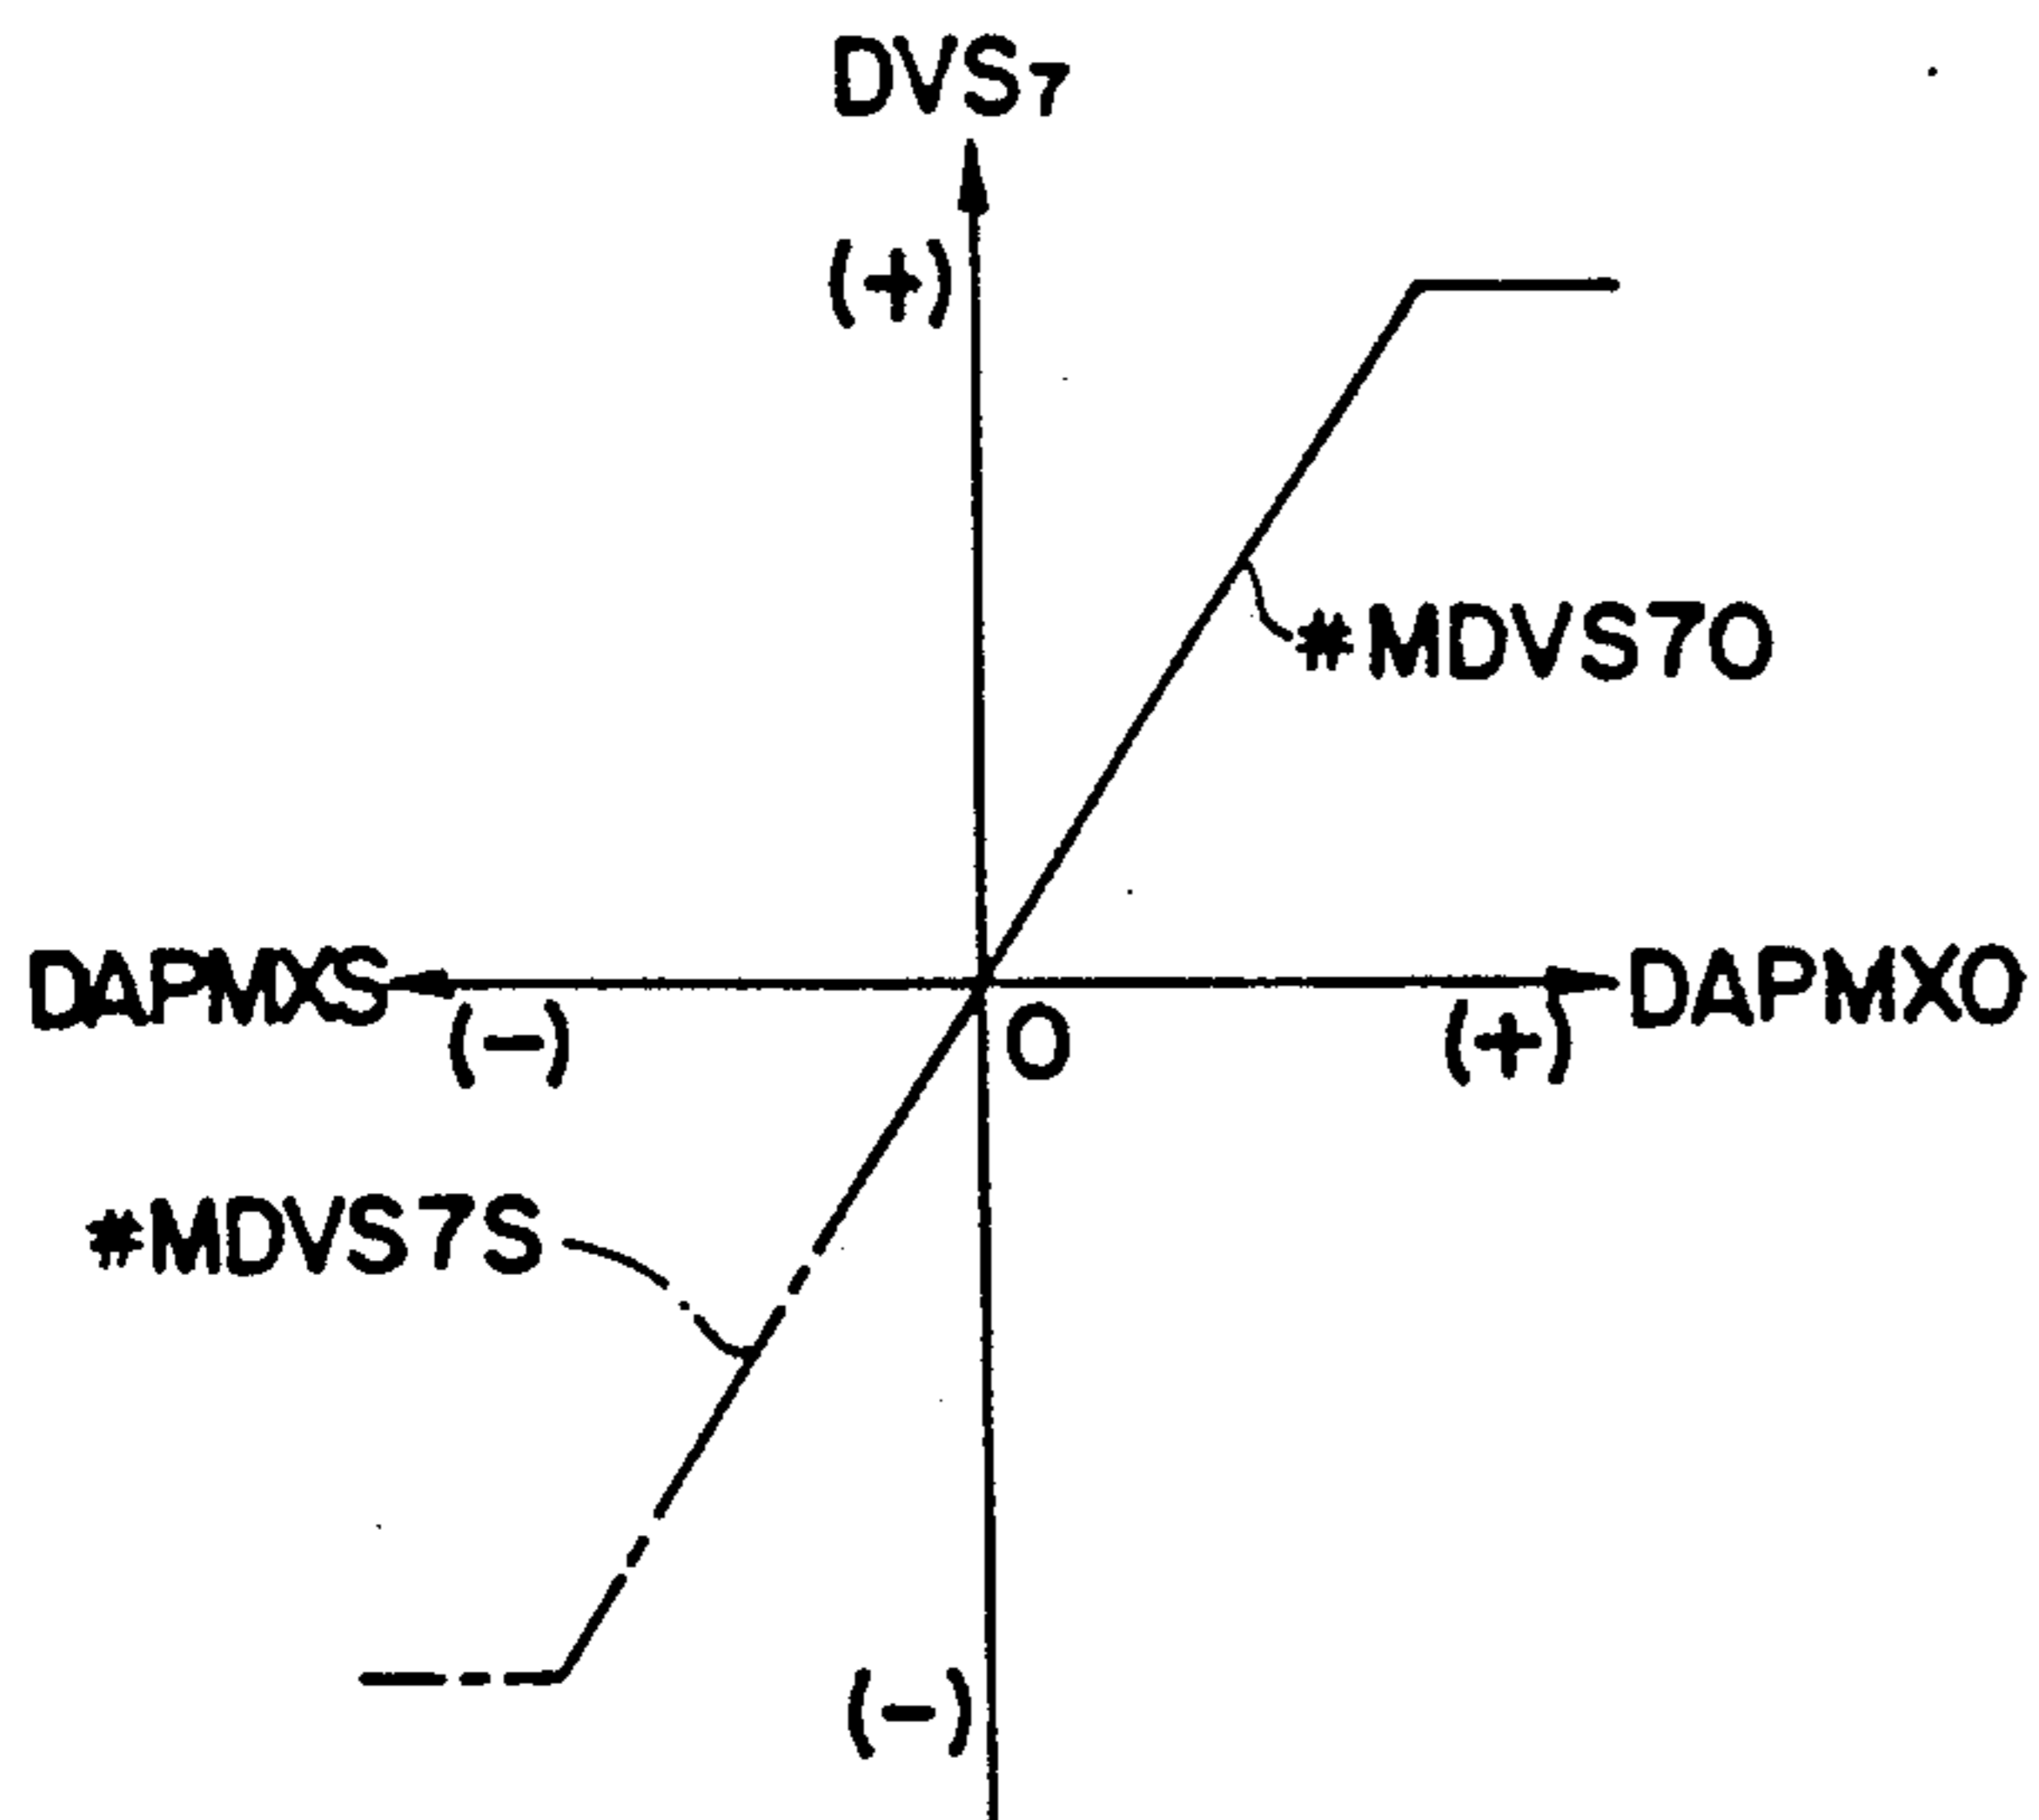 DVS7
(+)
*MDVS7O
DAPMXS
DAPMXO
(-)
O
(+)
*MDVS7S
(-)